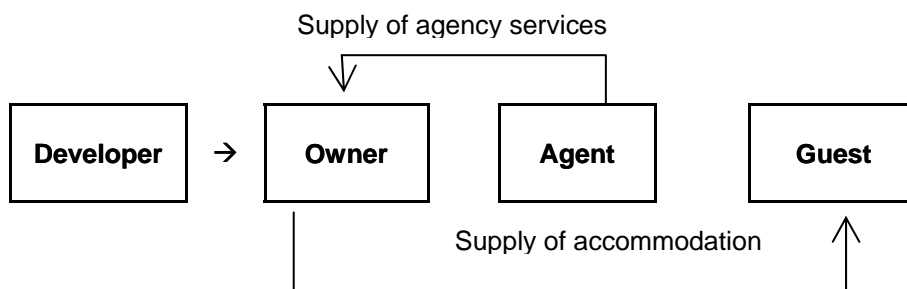 Supply of agency services
Developer → Owner Agent Guest
Supply of accommodation